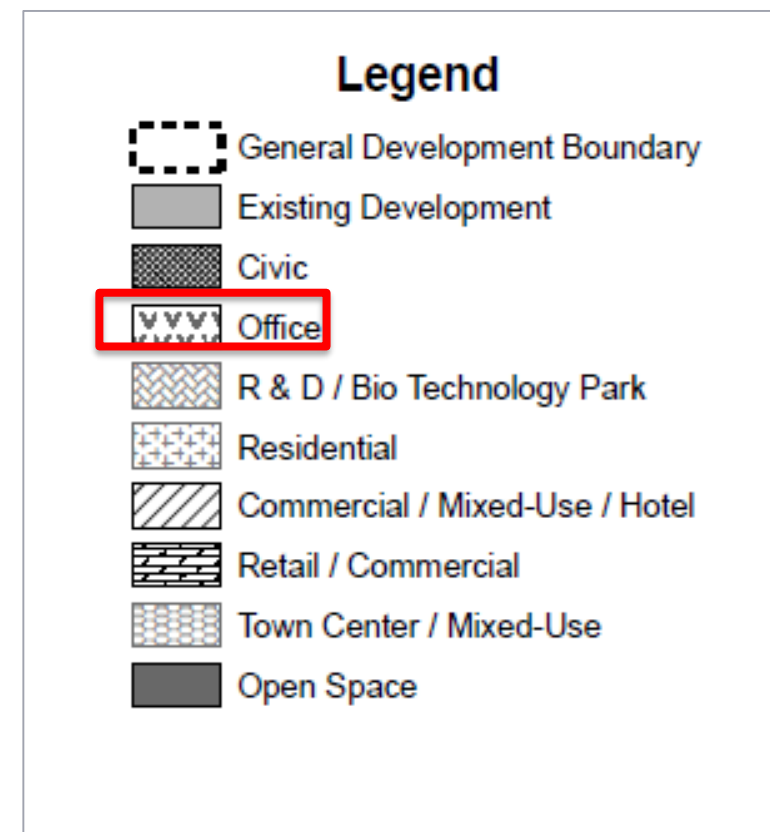 Legend
General Development Boundary
Existing Development
Civic
Office
R & D / Bio Technology Park
Residential
Commercial / Mixed-Use / Hotel
Retail / Commercial
Town Center / Mixed-Use
Open Space